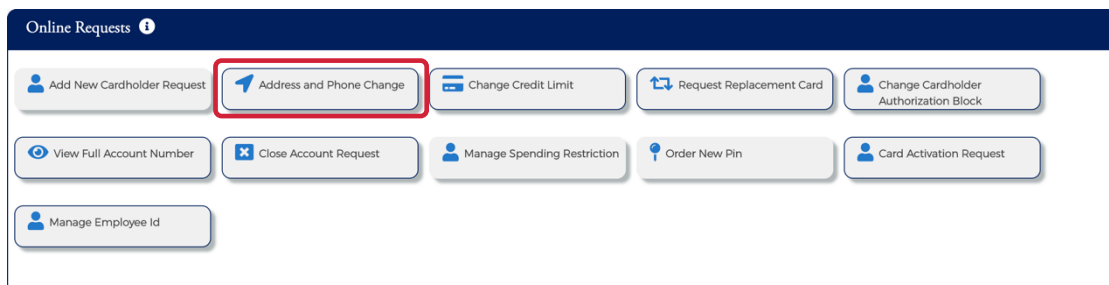 Online Requests
Add New Cardholder Request
Address and Phone Change
Change Credit Limit
Request Replacement Card
Change Cardholder
Authorization Block
View Full Account Number
Close Account Request
Manage Spending Restriction
Order New Pin
Card Activation Request
Manage Employee Id